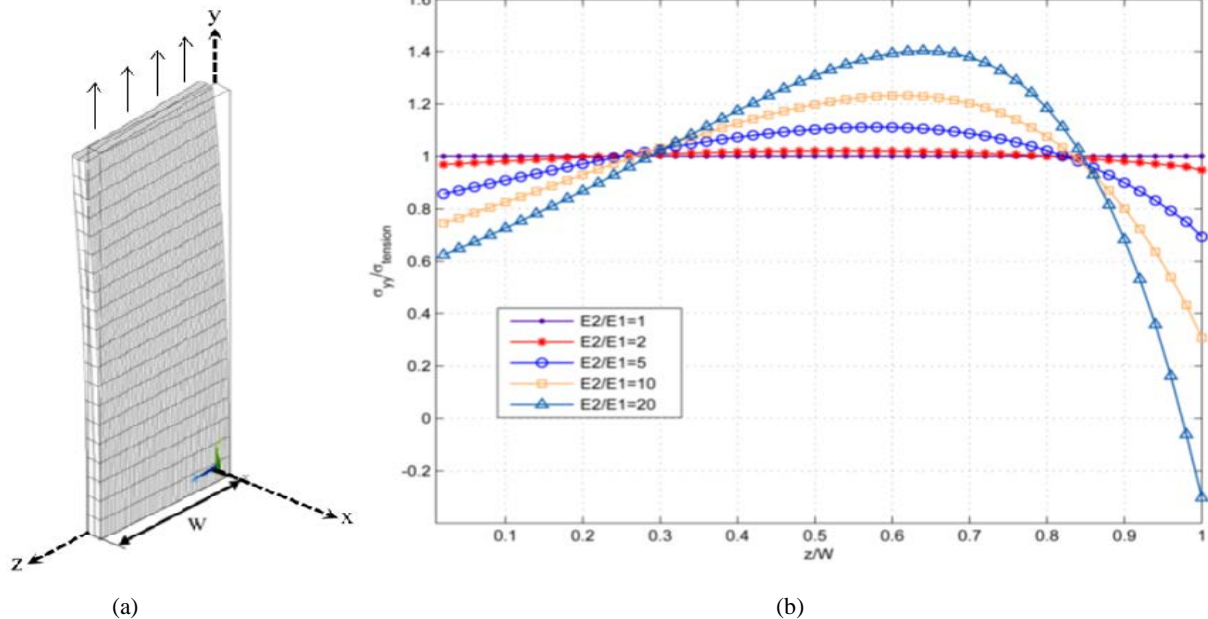 y
W
x
z
1.6
1.4
1.2
1
0.8
0.6
0.4
0.2
0
-0.2
σyy/σtension
E2/E1=1
E2/E1=2
E2/E1=5
E2/E1=10
E2/E1=20
0.1 0.2 0.3 0.4 0.5 0.6 0.7 0.8 0.9 1
z/W
(a) (b)